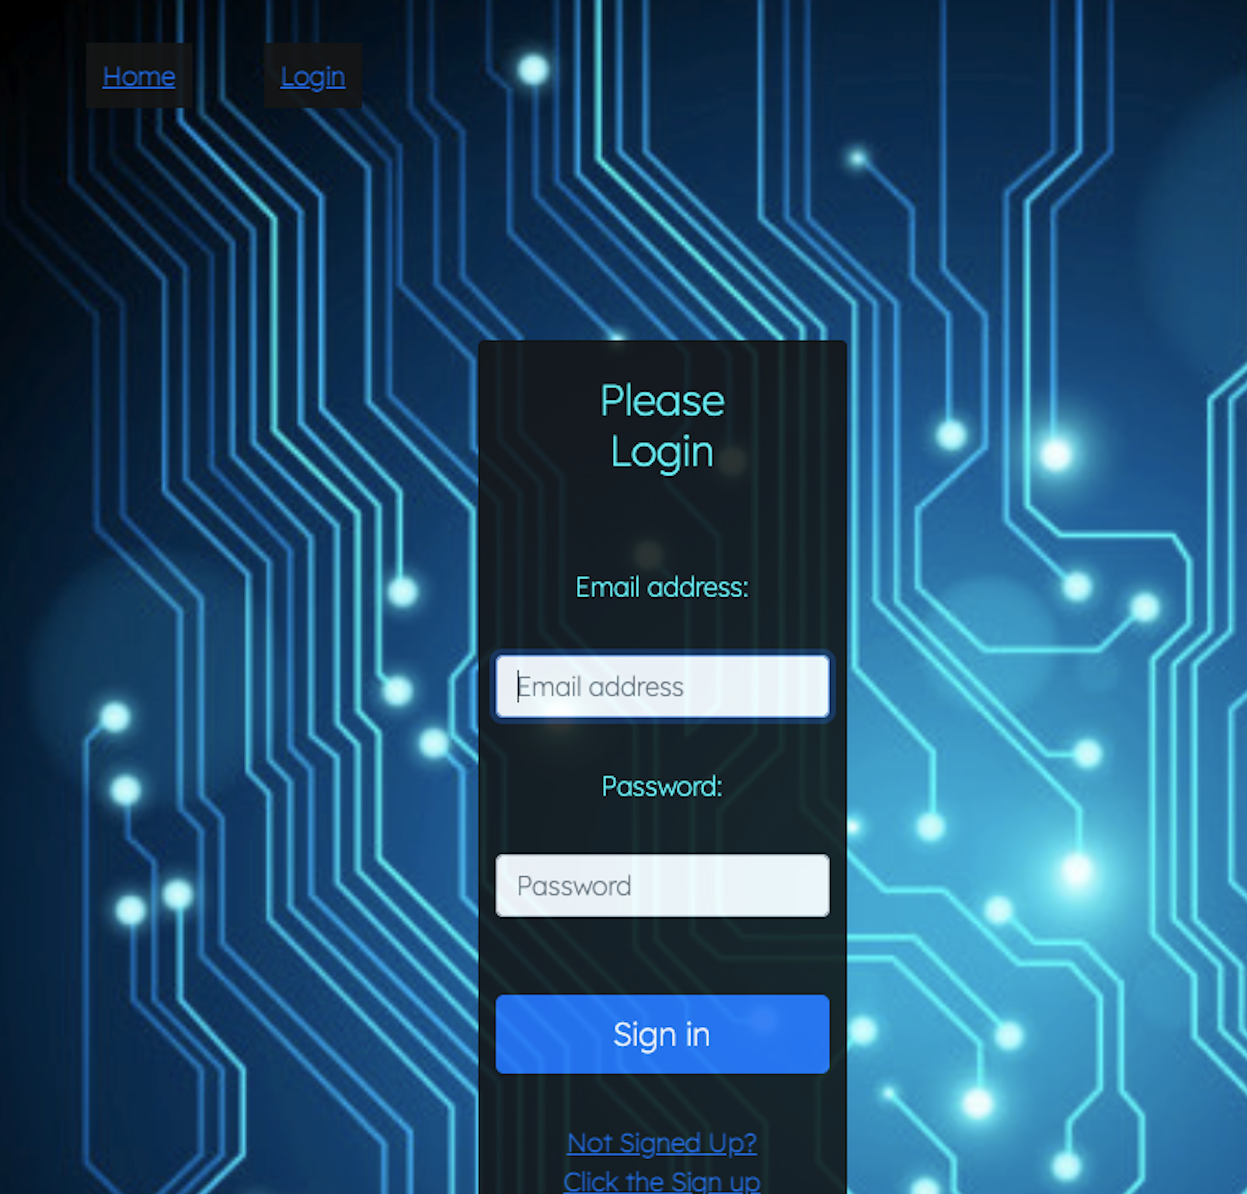 Home
Login
Please
Login
Email address:
Email address
Password:
Password
Sign in
Not Signed Up?
Click the Sign up